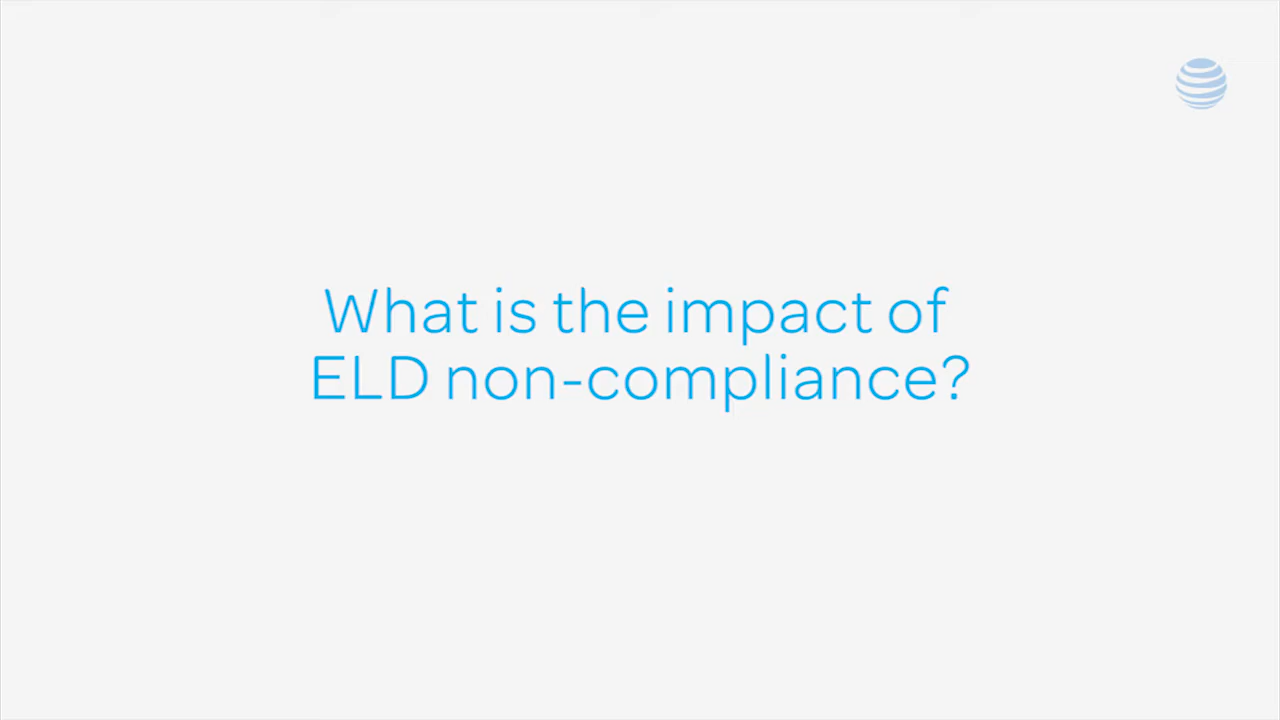 What is the impact of
ELD non-compliance?